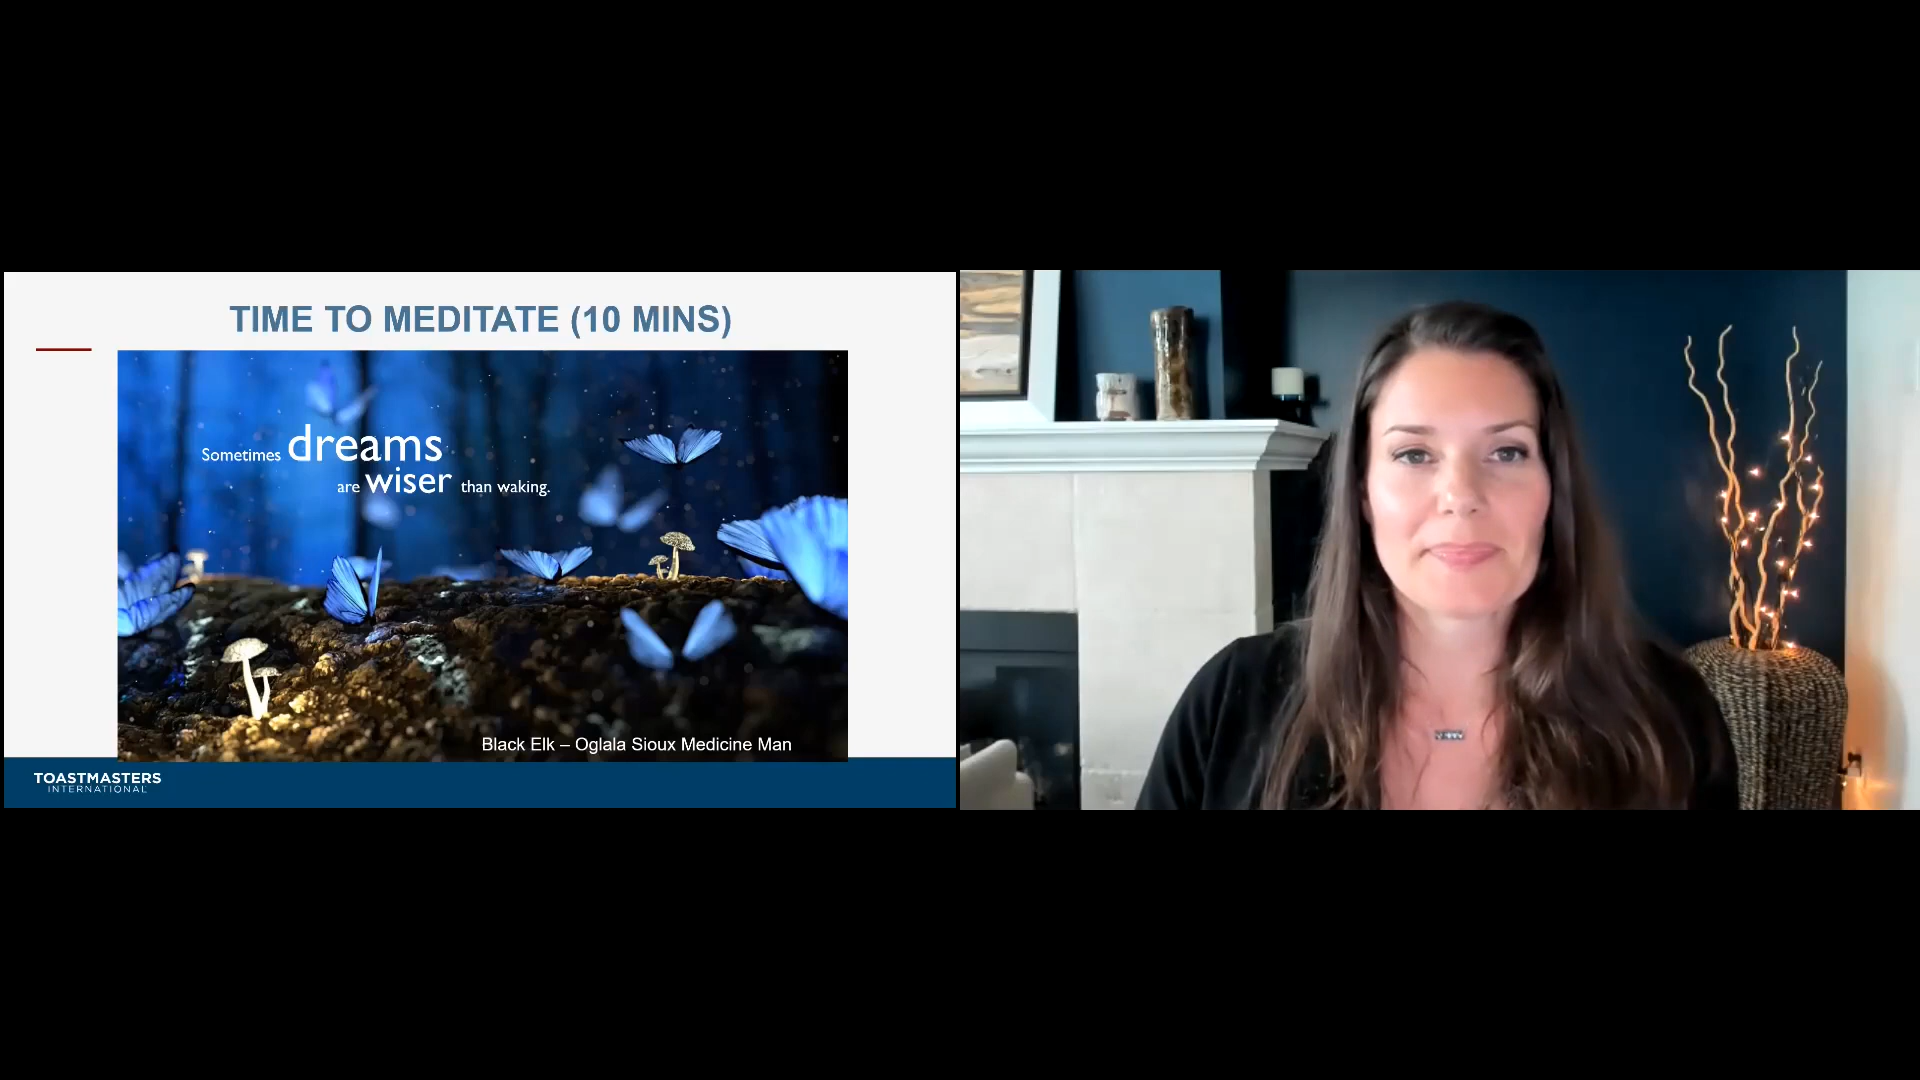 TIME TO MEDITATE (10 MINS)
Sometimes dreams
are wiser than waking.
Black Elk – Oglala Sioux Medicine Man
TOASTMASTERS
INTERNATIONAL